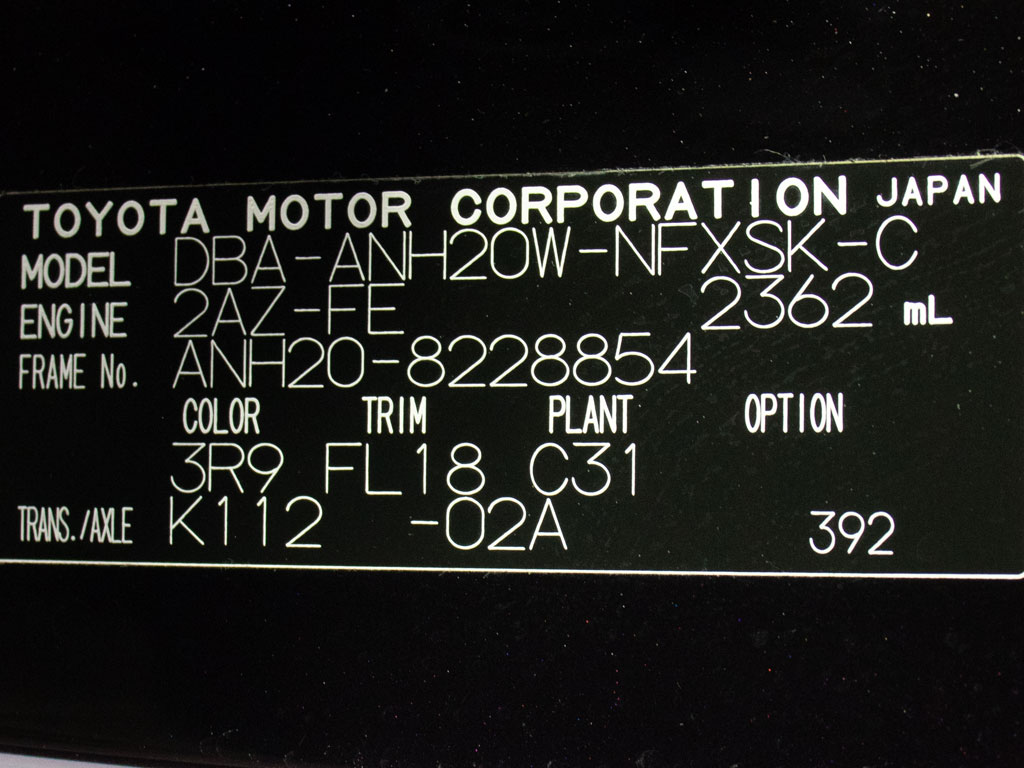 TOYOTA MOTOR CORPORATION JAPAN
MODEL DBA-ANH20W-NFXSK-C
ENGINE 2AZ-FE 2362 mL
FRAME No. ANH20-8228854
COLOR TRIM PLANT OPTION
3R9 FL18 C31
TRANS./AXLE K112 -02A 392